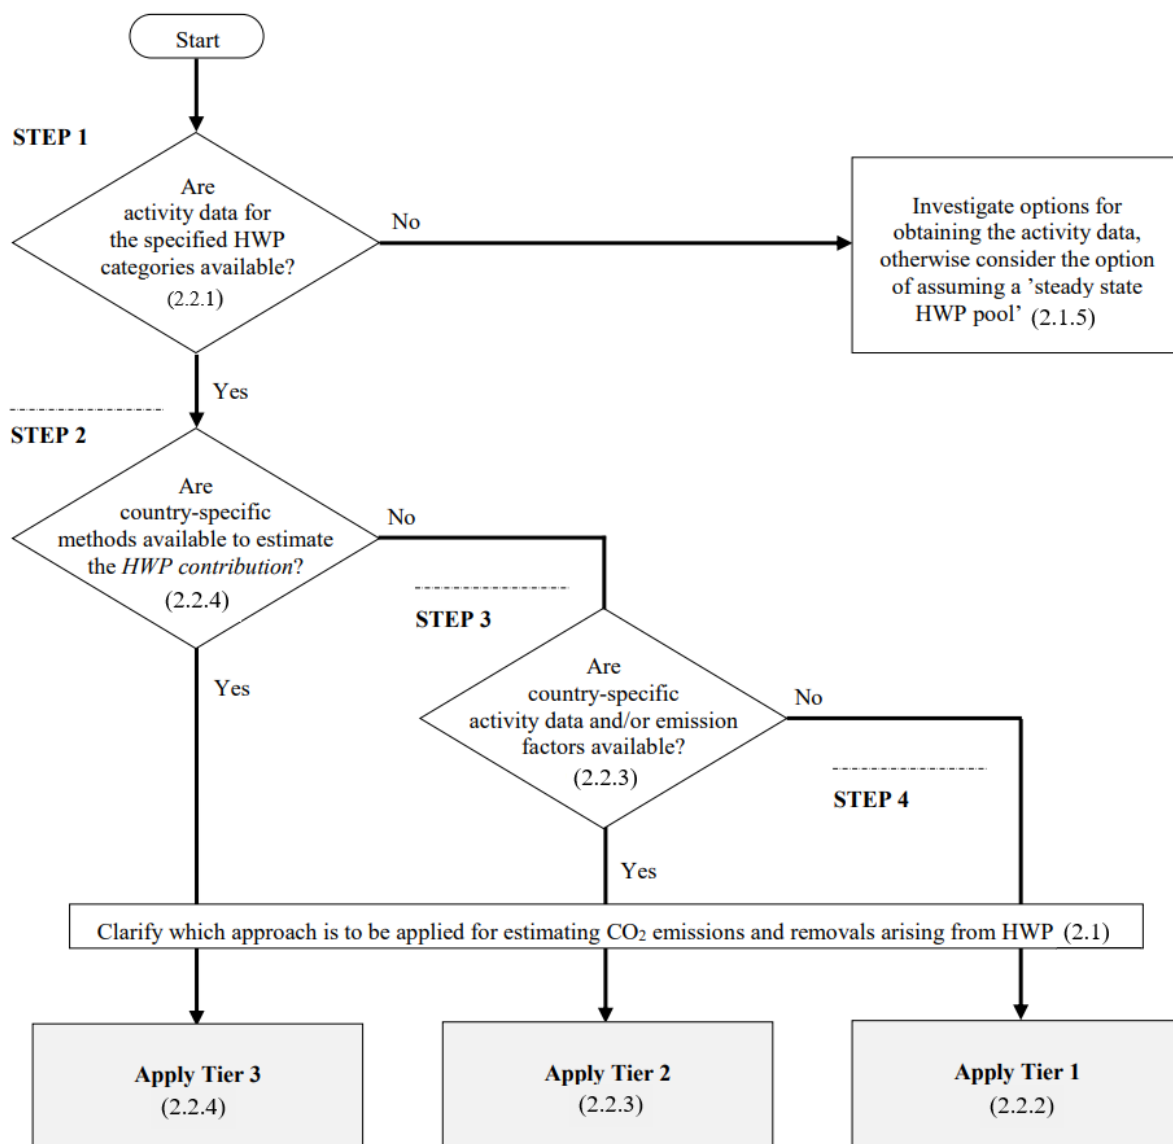 Start
STEP 1
Are
activity data for
the specified HWP
categories available?
(2.2.1)
No
Investigate options for
obtaining the activity data,
otherwise consider the option
of assuming a ’steady state
HWP pool’ (2.1.5)
Yes
STEP 2
Are
country-specific
methods available to estimate
the HWP contribution?
(2.2.4)
No
STEP 3
Yes
Are
country-specific
activity data and/or emission
factors available?
(2.2.3)
No
STEP 4
Yes
Clarify which approach is to be applied for estimating CO₂ emissions and removals arising from HWP (2.1)
Apply Tier 3
(2.2.4)
Apply Tier 2
(2.2.3)
Apply Tier 1
(2.2.2)